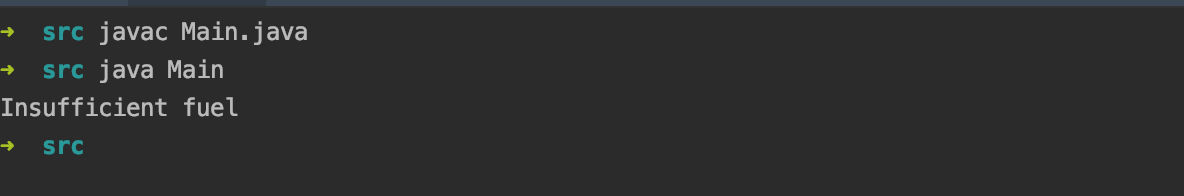 ➜ src javac Main.java
➜ src java Main
Insufficient fuel
➜ src